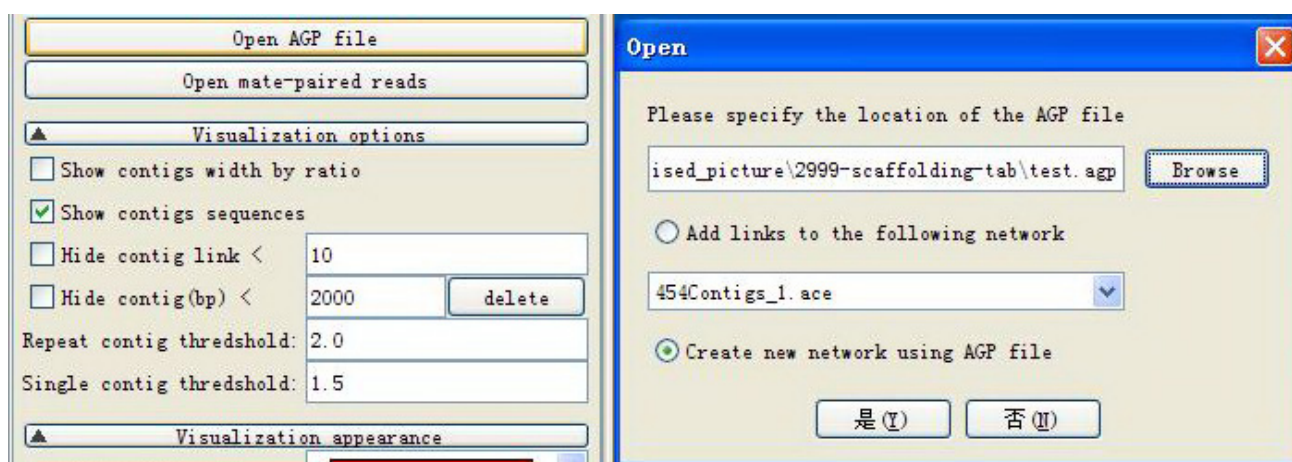 Open AGP file
Open mate-paired reads
Visualization options
Show contigs width by ratio
Show contigs sequences
Hide contig link < 10
Hide contig(bp) < 2000 delete
Repeat contig thredshold: 2.0
Single contig thredshold: 1.5
Visualization appearance
Open
Please specify the location of the AGP file
ised_picture\2999-scaffolding-tab\test.agp Browse
Add links to the following network
454Contigs_1.ace
Create new network using AGP file
是(Y) 否(N)